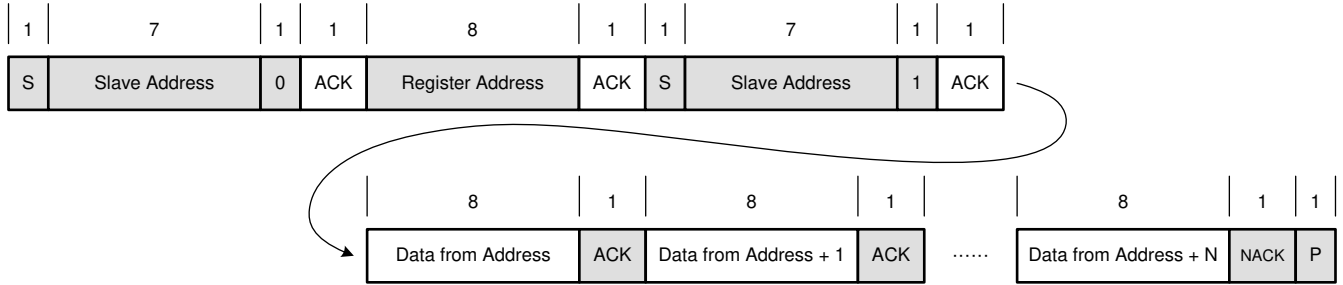 1 7 1 1 8 1 1 7 1 1
S Slave Address 0 ACK Register Address ACK S Slave Address 1 ACK
8 1 8 1 8 1 1
Data from Address ACK Data from Address + 1 ACK ...... Data from Address + N NACK P